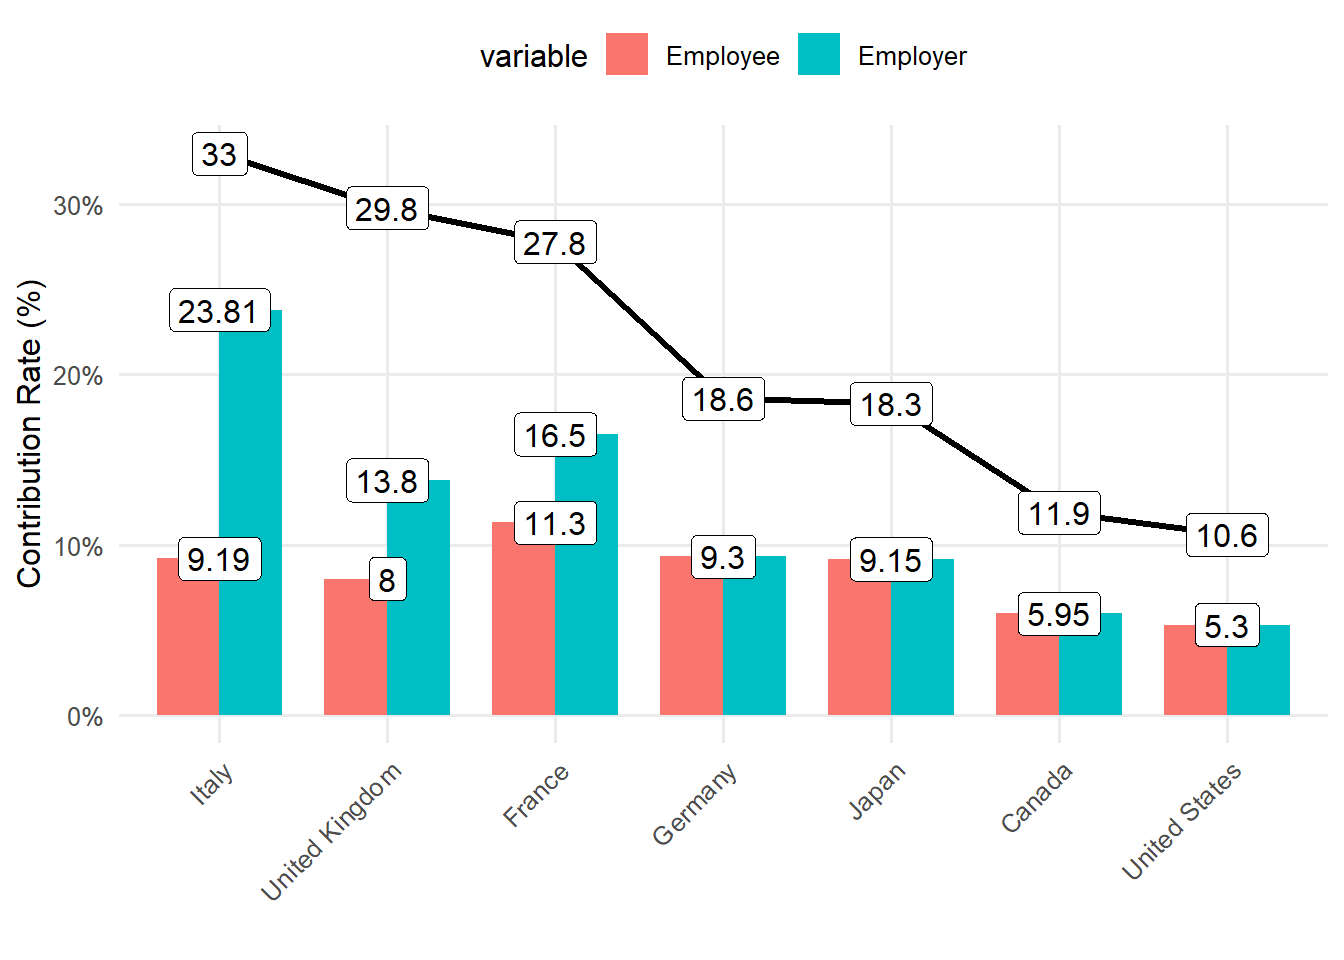 variable Employee Employer
33
29.8
27.8
18.6
18.3
11.9
10.6
23.81
13.8
16.5
9.19
8
11.3
9.3
9.15
5.95
5.3
Contribution Rate (%)
30%
20%
10%
0%
Italy
United Kingdom
France
Germany
Japan
Canada
United States